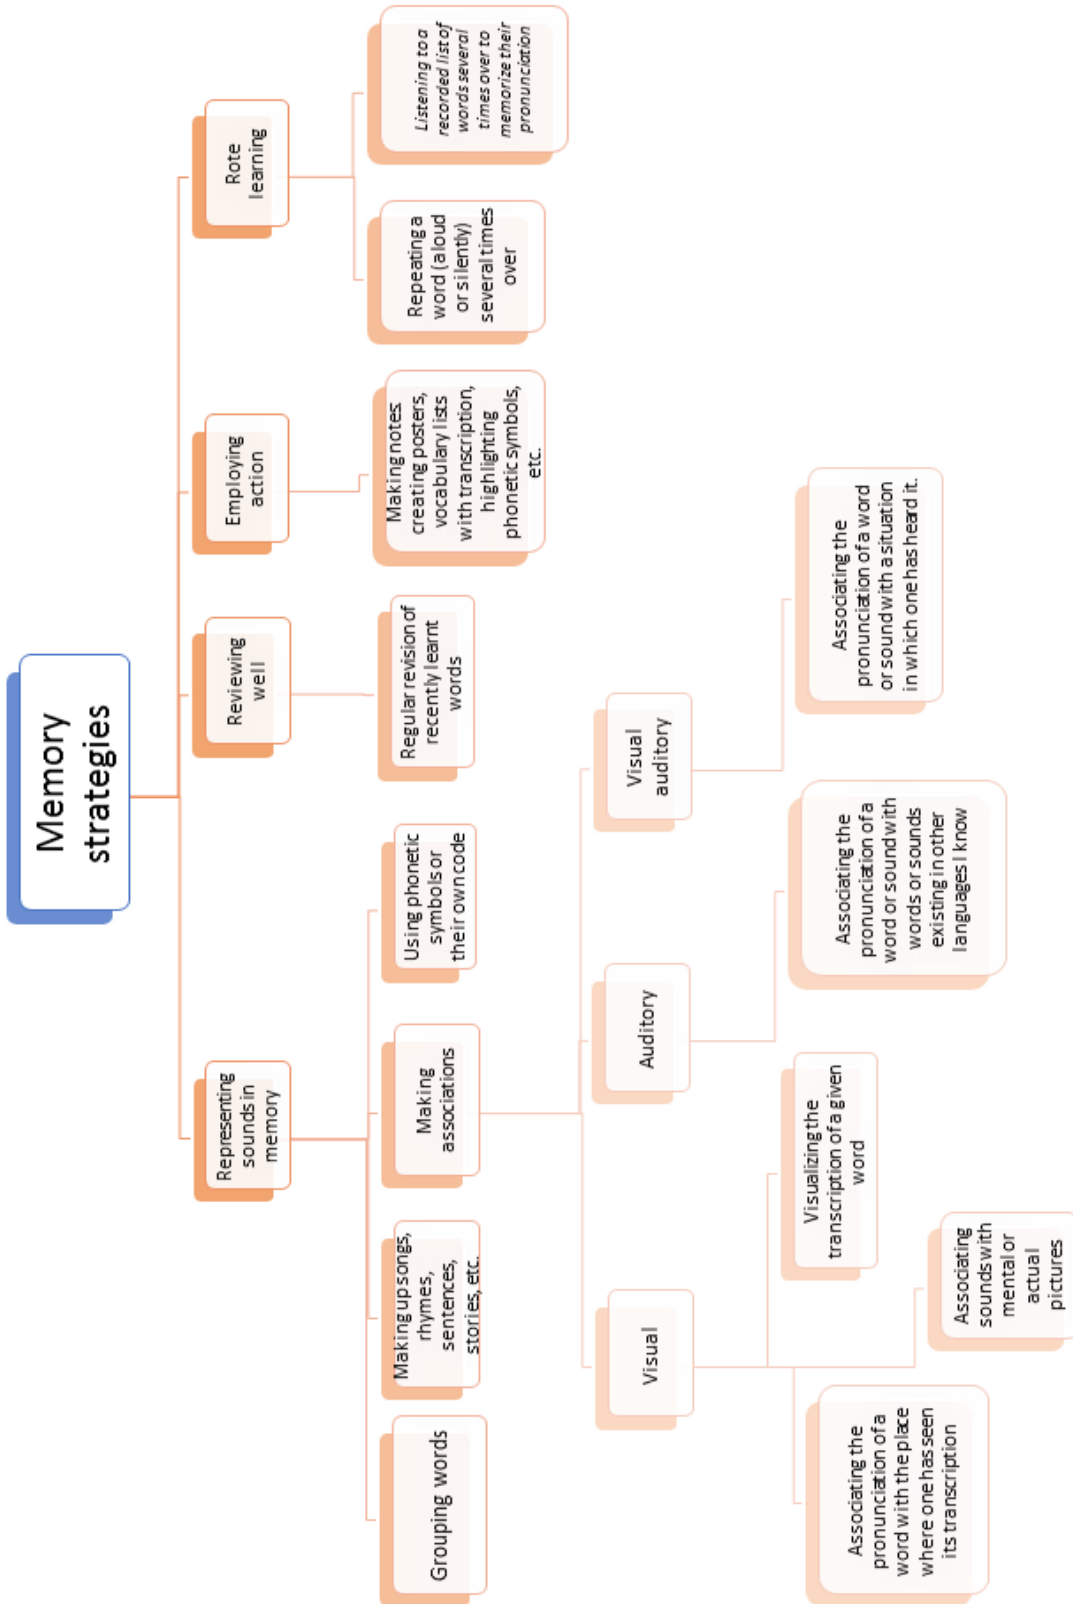 Memory
strategies
Representing
sounds in
memory
Reviewing
well
Employing
action
Rote
learning
Grouping words
Making up songs,
rhymes,
sentences,
stories, etc.
Making
associations
Using phonetic
symbols or
their own code
Regular revision of
recently learnt
words
Making notes:
creating posters,
vocabulary lists
with transcription,
highlighting
phonetic symbols,
etc.
Repeating a
word (aloud
or silently)
several times
over
Listening to a
recorded list of
words several
times over to
memorize their
pronunciation
Visual
Auditory
Visual
auditory
Associating the
pronunciation of a
word with the place
where one has seen
its transcription
Associating
sounds with
mental or
actual
pictures
Visualizing the
transcription of a given
word
Associating the
pronunciation of a
word or sound with
words or sounds
existing in other
languages I know
Associating the
pronunciation of a word
or sound with a situation
in which one has heard it.